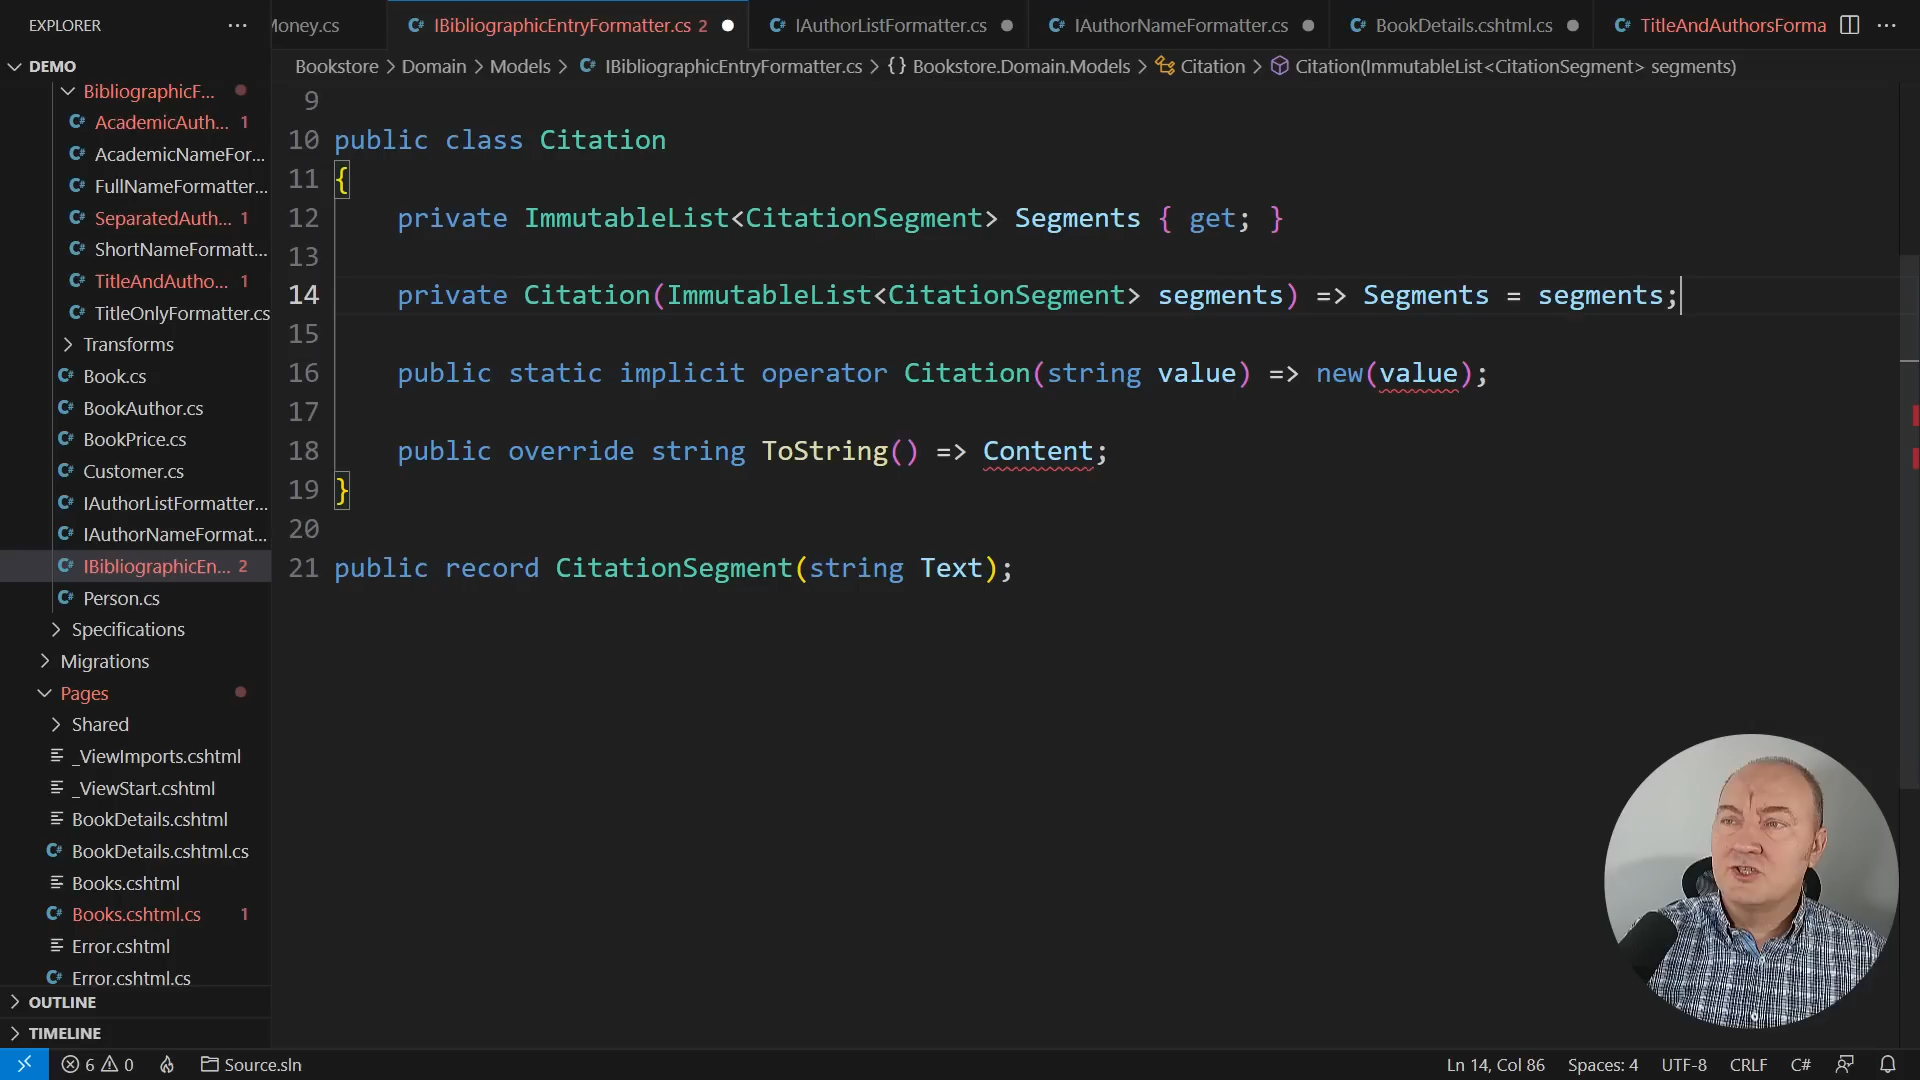 EXPLORER
Money.cs
IBibliographicEntryFormatter.cs 2
IAuthorListFormatter.cs
IAuthorNameFormatter.cs
BookDetails.cshtml.cs
TitleAndAuthorsForma
DEMO
Bookstore > Domain > Models > IBibliographicEntryFormatter.cs > {} Bookstore.Domain.Models > Citation > Citation(ImmutableList<CitationSegment> segments)
BibliographicF...
AcademicAuth... 1
AcademicNameFor...
FullNameFormatter...
SeparatedAuth... 1
ShortNameFormatt...
TitleAndAutho... 1
TitleOnlyFormatter.cs
Transforms
Book.cs
BookAuthor.cs
BookPrice.cs
Customer.cs
IAuthorListFormatter...
IAuthorNameFormat...
IBibliographicEn... 2
Person.cs
Specifications
Migrations
Pages
Shared
_ViewImports.cshtml
_ViewStart.cshtml
BookDetails.cshtml
BookDetails.cshtml.cs
Books.cshtml
Books.cshtml.cs 1
Error.cshtml
Error.cshtml.cs
OUTLINE
TIMELINE
9
10 public class Citation
11 {
12 private ImmutableList<CitationSegment> Segments { get; }
13
14 private Citation(ImmutableList<CitationSegment> segments) => Segments = segments;
15
16 public static implicit operator Citation(string value) => new(value);
17
18 public override string ToString() => Content;
19 }
20
21 public record CitationSegment(string Text);
6 0 Source.sln
Ln 14, Col 86 Spaces: 4 UTF-8 CRLF C#